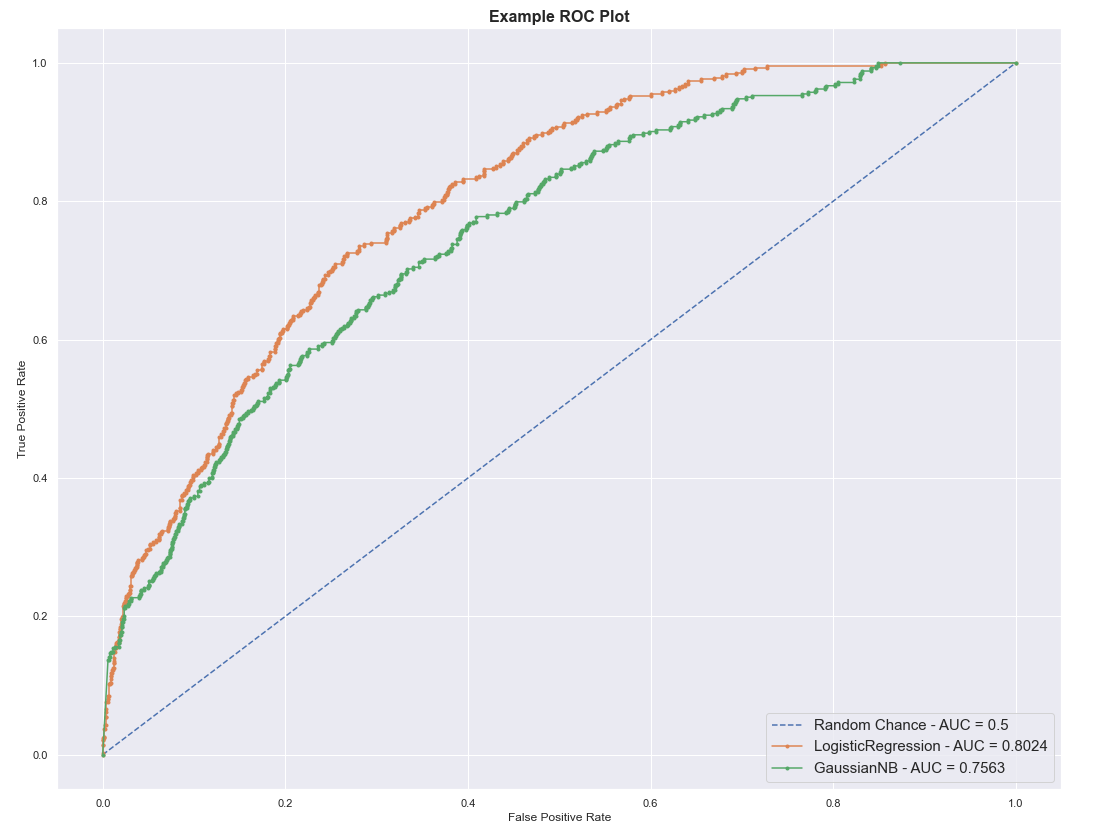 Example ROC Plot
True Positive Rate
1.0
0.8
0.6
0.4
0.2
0.0
Random Chance - AUC = 0.5
LogisticRegression - AUC = 0.8024
GaussianNB - AUC = 0.7563
0.0 0.2 0.4 0.6 0.8 1.0
False Positive Rate